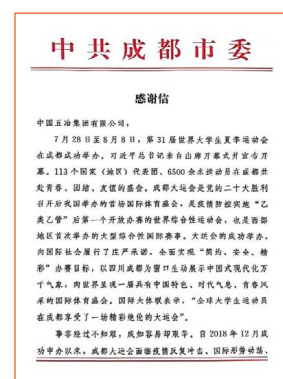 中共成都市委
感谢信
中国五冶集团有限公司：
7月28日至8月8日，第31届世界大学生夏季运动会
在成都成功举办。习近平总书记亲自出席开幕式并宣布开
幕。113个国家（地区）代表团、6500余名运动员在成都共
赴青春、团结、友谊的盛会。成都大运会是党的二十大胜利
召开后我国举办的首场国际体育盛会，是疫情防控实施“乙
类乙管”后第一个开放办赛的世界综合性运动会，也是西部
地区首次举办的大型综合性国际赛事。大运会的成功举办，
向国际社会履行了庄严承诺，全面实现“简约、安全、精
彩”办赛目标，以四川成都为窗口生动展示中国式现代化万
千气象，向世界呈现一届具有中国特色、时代气息、青春风
采的国际体育盛会。国际大体联表示，“全球大学生运动员
在成都享受了一场精彩绝伦的大运会”。
事非经过不知难，成如容易却艰辛。自2018年12月成
功申办以来，成都大运会面临疫情反复冲击、国际形势动荡、